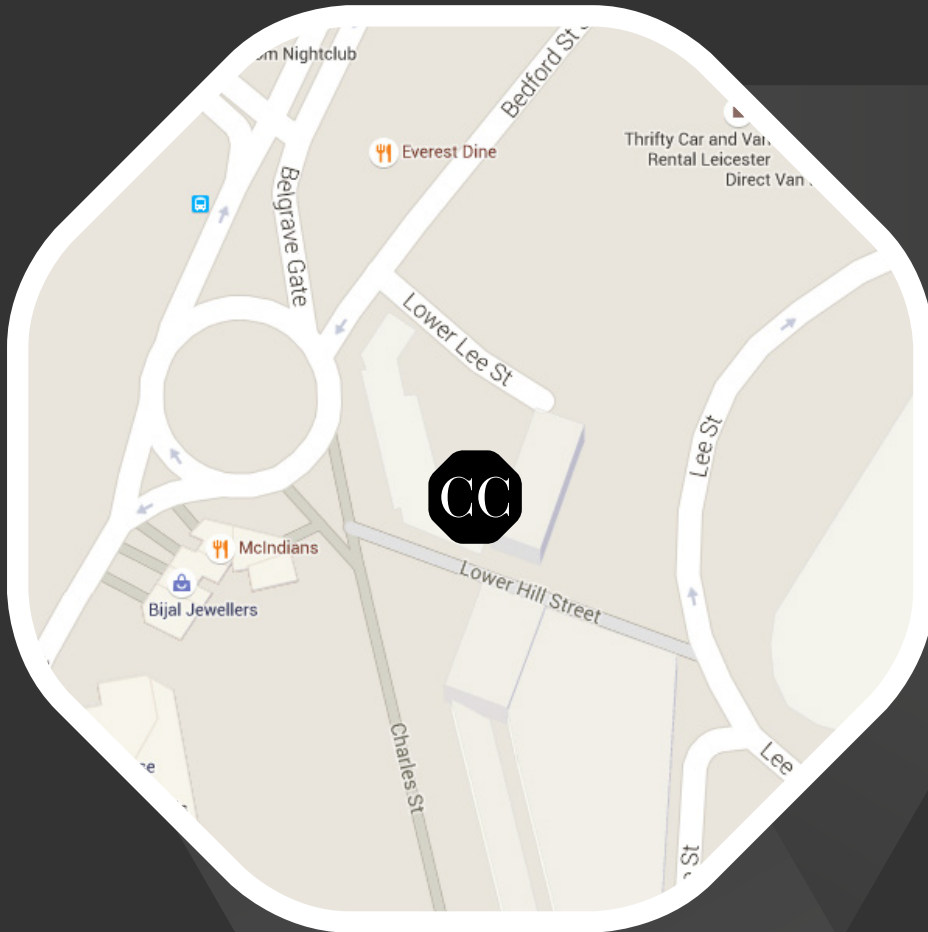 Nightclub
Bedford St S
Everest Dine
Thrifty Car and Van
Rental Leicester
Direct Van
Belgrave Gate
Lower Lee St
Lee St
CC
McIndians
Bijal Jewellers
Lower Hill Street
Charles St
Lee
St